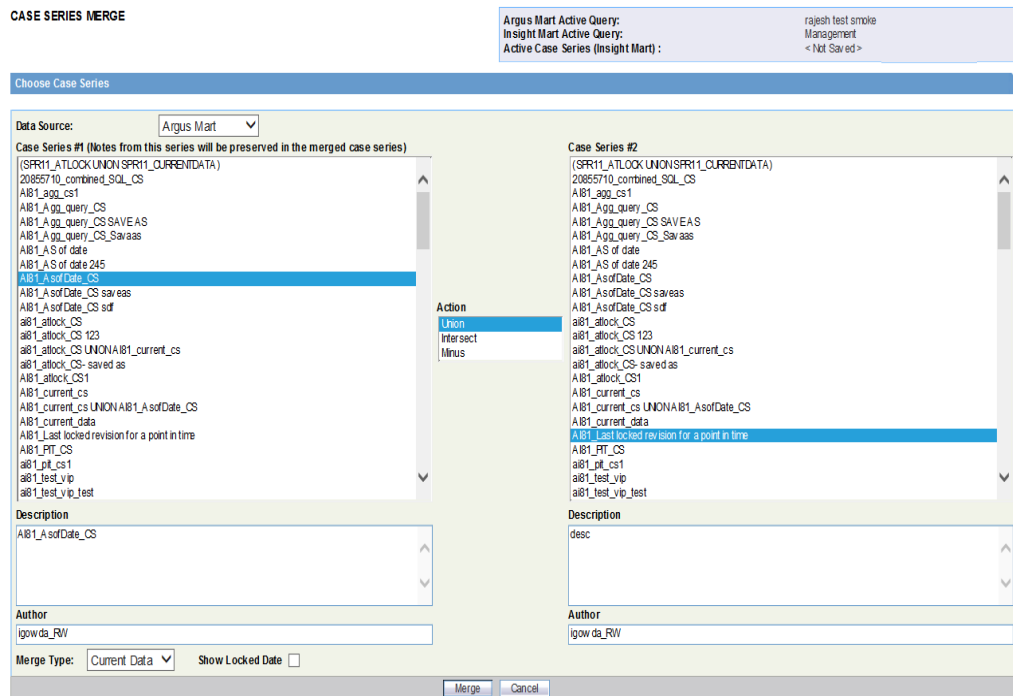 CASE SERIES MERGE
Argus Mart Active Query: rajesh test smoke
Insight Mart Active Query: Management
Active Case Series (Insight Mart) : < Not Saved >
Choose Case Series
Data Source: Argus Mart
Case Series #1 (Notes from this series will be preserved in the merged case series)
(SPR11_ATLOCK UNION SPR11_CURRENTDATA)
20855710_combined_SQL_CS
AI81_agg_cs1
AI81_Agg_query_CS
AI81_Agg_query_CS SAVE AS
AI81_Agg_query_CS_Savaas
AI81_AS of date
AI81_AS of date 245
AI81_AsofDate_CS
AI81_AsofDate_CS saveas
AI81_AsofDate_CS sdf
ai81_atlock_CS
ai81_atlock_CS 123
ai81_atlock_CS UNION AI81_current_cs
ai81_atlock_CS- saved as
AI81_atlock_CS1
AI81_current_cs
AI81_current_cs UNION AI81_AsofDate_CS
AI81_current_data
AI81_Last locked revision for a point in time
AI81_PIT_CS
ai81_pit_cs1
ai81_test_vip
ai81_test_vip_test
Action
Union
Intersect
Minus
Case Series #2
(SPR11_ATLOCK UNION SPR11_CURRENTDATA)
20855710_combined_SQL_CS
AI81_agg_cs1
AI81_Agg_query_CS
AI81_Agg_query_CS SAVE AS
AI81_Agg_query_CS_Savaas
AI81_AS of date
AI81_AS of date 245
AI81_AsofDate_CS
AI81_AsofDate_CS saveas
AI81_AsofDate_CS sdf
ai81_atlock_CS
ai81_atlock_CS 123
ai81_atlock_CS UNION AI81_current_cs
ai81_atlock_CS- saved as
AI81_atlock_CS1
AI81_current_cs
AI81_current_cs UNION AI81_AsofDate_CS
AI81_current_data
AI81_Last locked revision for a point in time
AI81_PIT_CS
ai81_pit_cs1
ai81_test_vip
ai81_test_vip_test
Description
AI81_AsofDate_CS
Description
desc
Author
igowda_RW
Author
igowda_RW
Merge Type: Current Data Show Locked Date
Merge Cancel